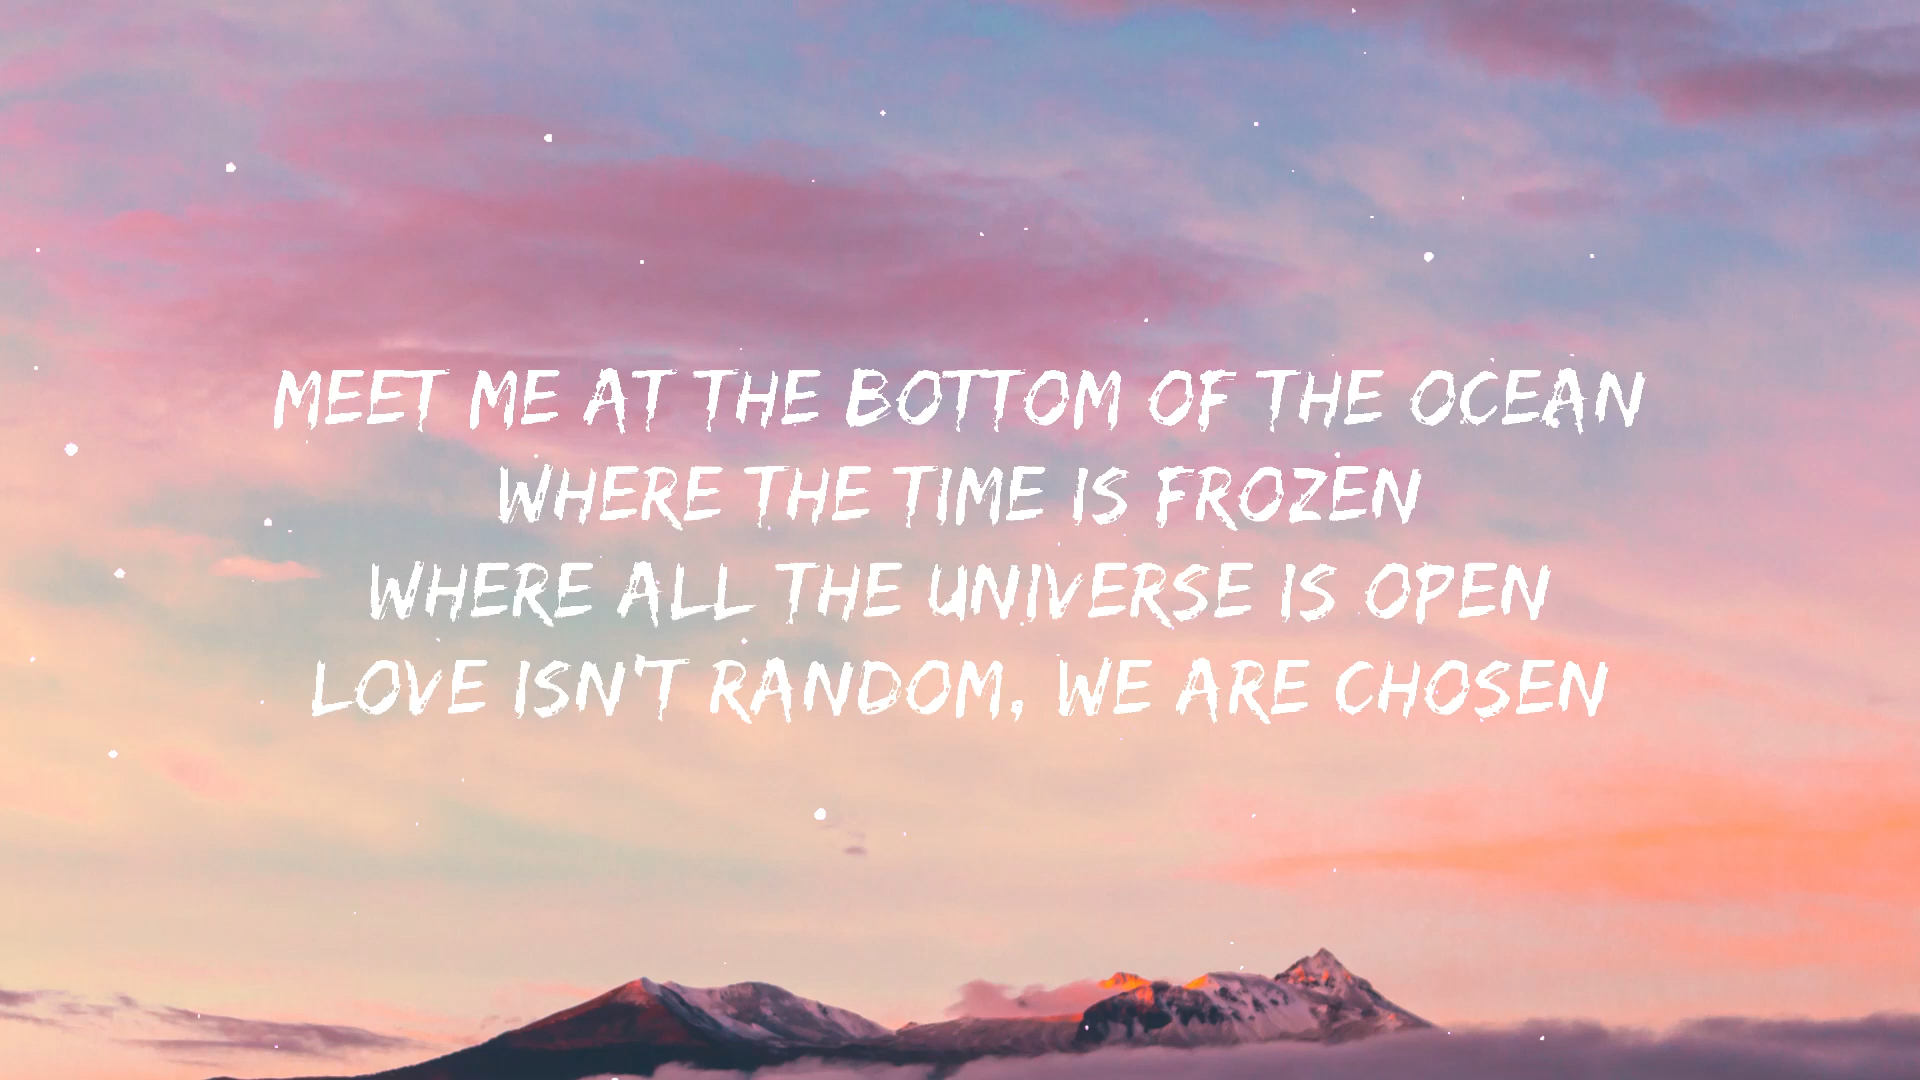 MEET ME AT THE BOTTOM OF THE OCEAN
WHERE THE TIME IS FROZEN
WHERE ALL THE UNIVERSE IS OPEN
LOVE ISN'T RANDOM, WE ARE CHOSEN